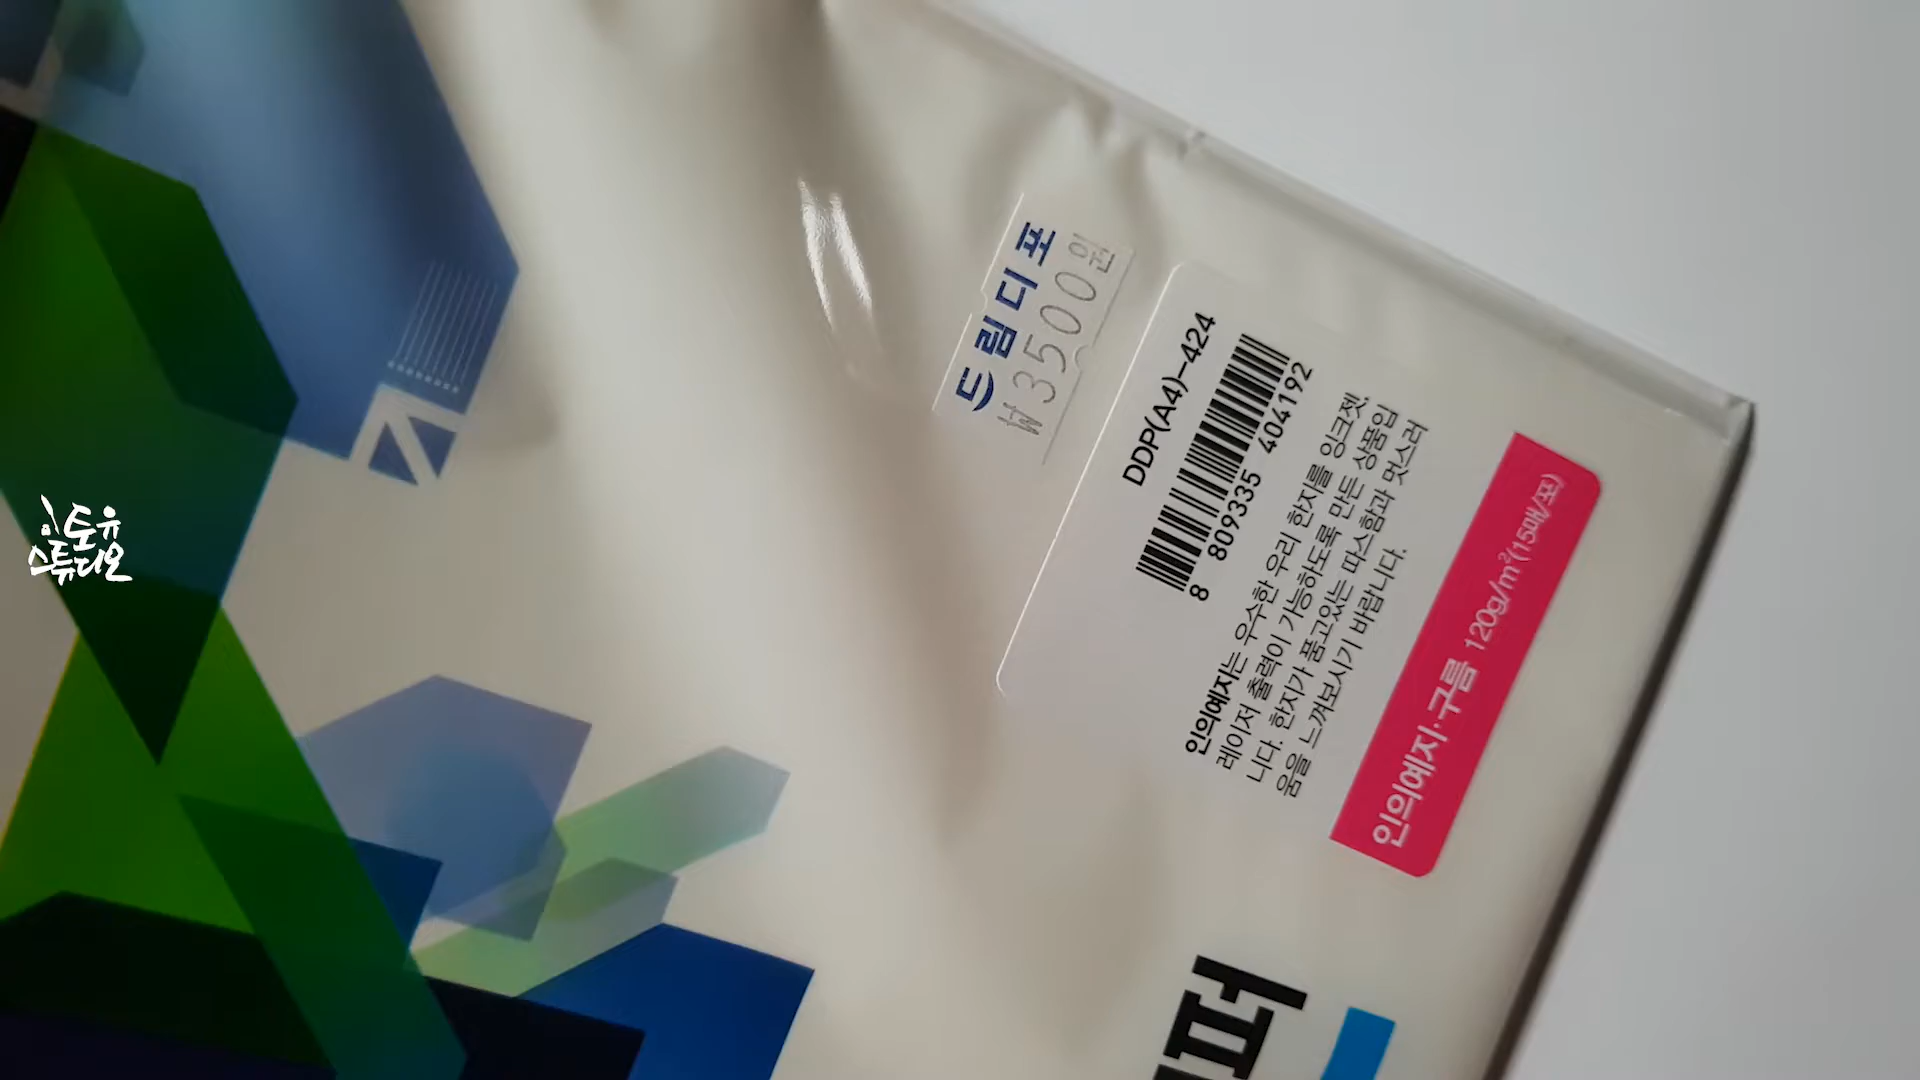 드림디포
₩3500원
DDP(A4)-424
8 809335 404192
인의예지는 우수한 우리 한지를 잉크젯,
레이저 출력이 가능하도록 만든 상품입
니다. 한지가 품고있는 따스함과 멋스러
움을 느껴보시기 바랍니다.
인의예지·구름 120g/m²(15매/포)
퍼
토유
스튜디오